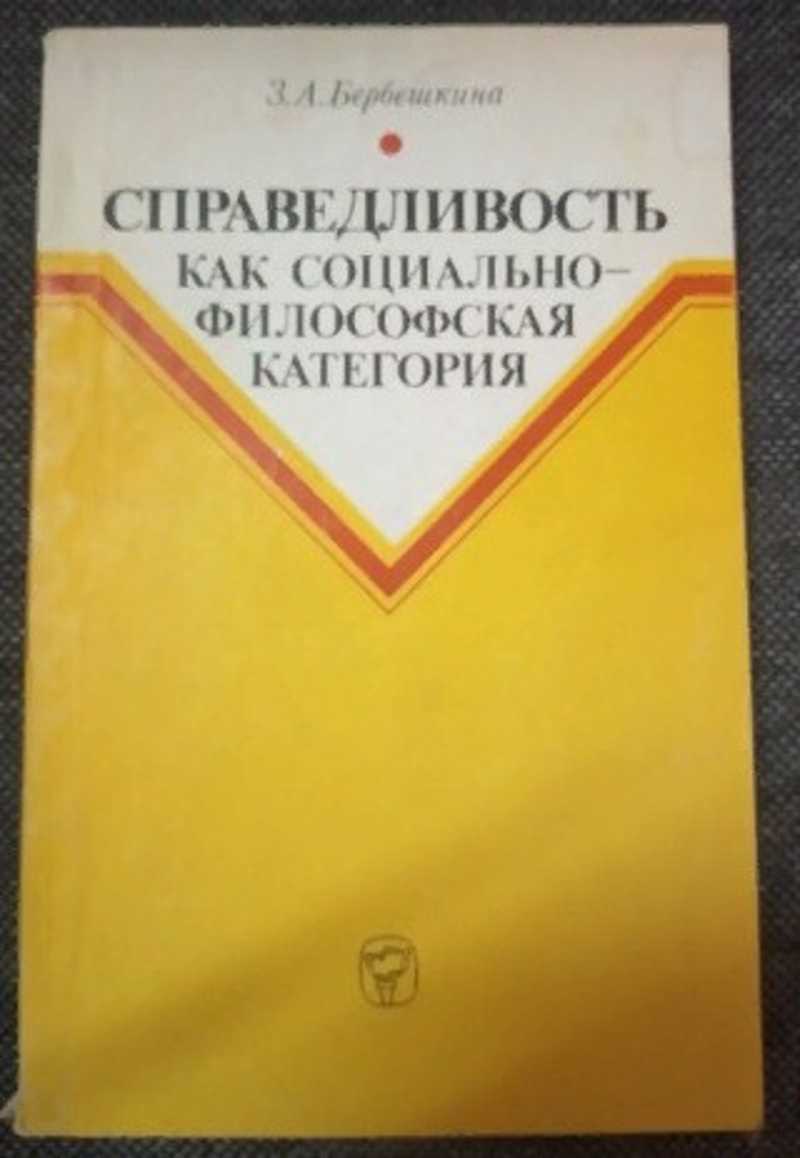 З.А.Бербешкина
СПРАВЕДЛИВОСТЬ
КАК СОЦИАЛЬНО-
ФИЛОСОФСКАЯ
КАТЕГОРИЯ